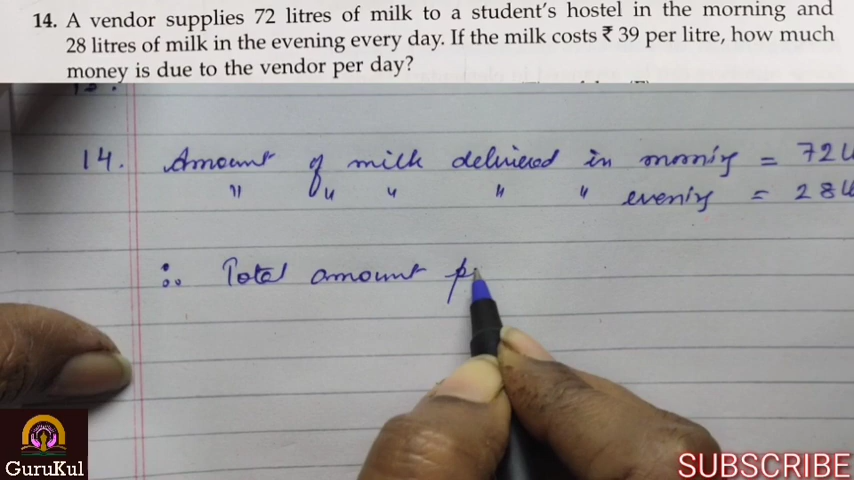 14. A vendor supplies 72 litres of milk to a student's hostel in the morning and
28 litres of milk in the evening every day. If the milk costs ₹ 39 per litre, how much
money is due to the vendor per day?
14. Amount of milk delivered in morning = 72 L
" " " " " evening = 28 L
∴ Total amount p
GuruKul
SUBSCRIBE